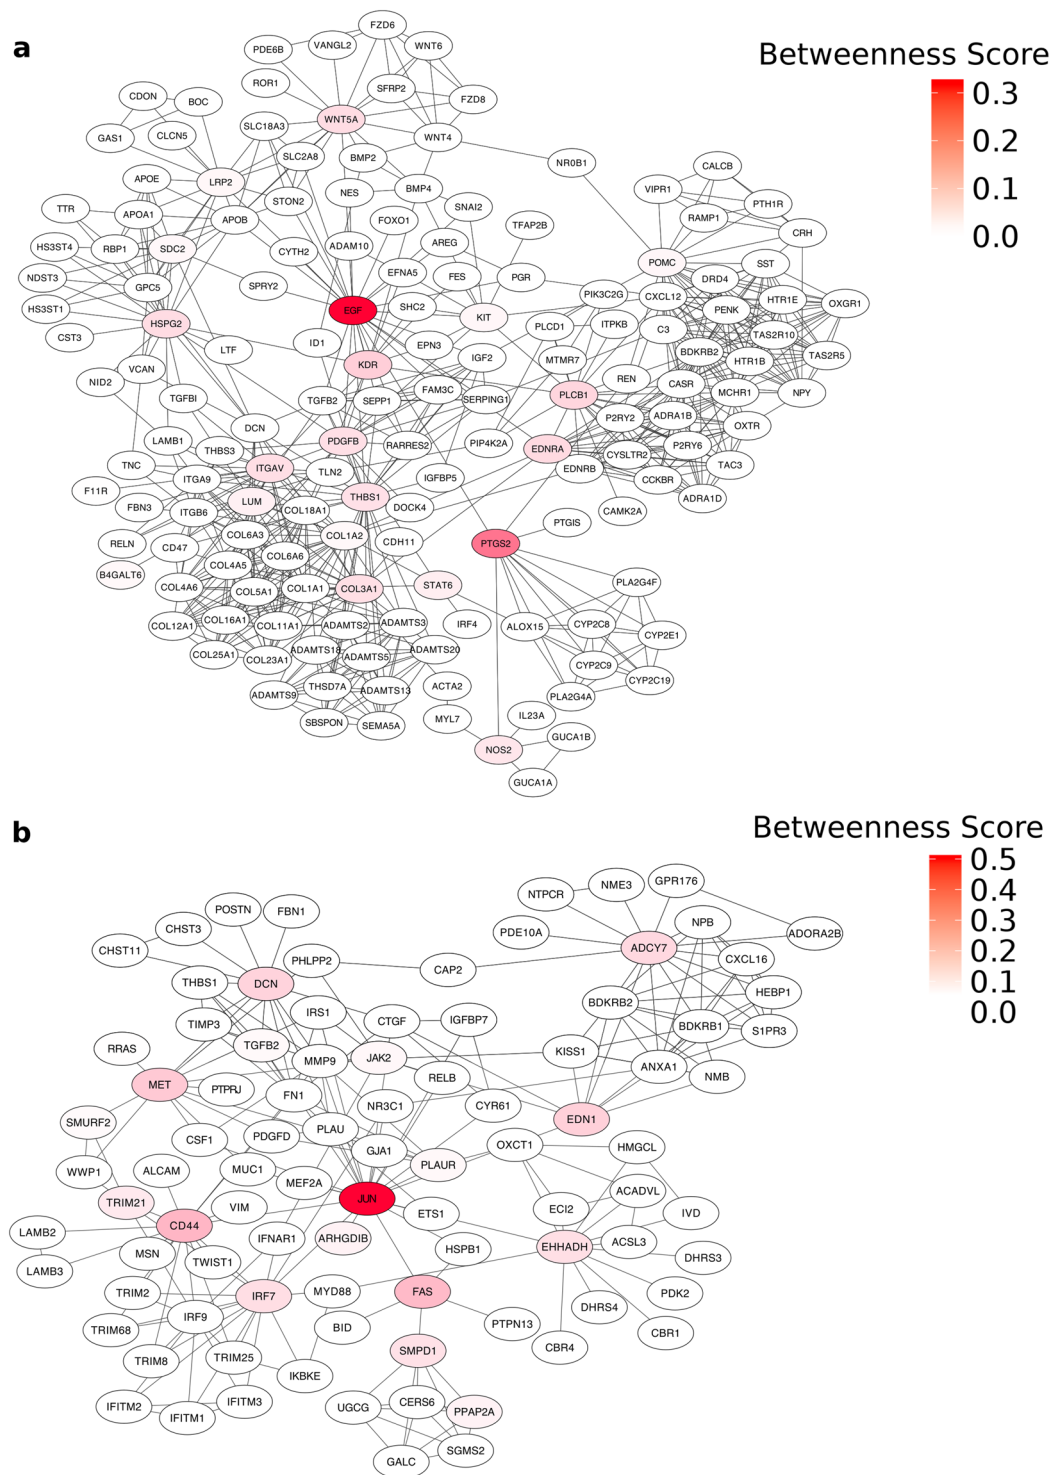 a
Betweenness Score
0.3
0.2
0.1
0.0
FZD6
PDE6B
VANGL2
WNT6
ROR1
SFRP2
FZD8
CDON
BOC
WNT5A
GAS1
CLCN5
SLC18A3
WNT4
SLC2A8
BMP2
NR0B1
CALCB
APOE
LRP2
NES
BMP4
VIPR1
PTH1R
TTR
APOA1
APOB
STON2
FOXO1
SNAI2
RAMP1
TFAP2B
CRH
HS3ST4
RBP1
SDC2
CYTH2
ADAM10
AREG
POMC
SST
NDST3
GPC5
SPRY2
EFNA5
FES
PGR
DRD4
HS3ST1
EGF
SHC2
KIT
PIK3C2G
CXCL12
PENK
HTR1E
OXGR1
CST3
HSPG2
LTF
ID1
EPN3
PLCD1
ITPKB
C3
TAS2R10
VCAN
KDR
IGF2
MTMR7
BDKRB2
HTR1B
TAS2R5
NID2
TGFBI
TGFB2
SEPP1
FAM3C
SERPING1
PLCB1
REN
CASR
MCHR1
NPY
LAMB1
DCN
PDGFB
RARRES2
PIP4K2A
P2RY2
ADRA1B
OXTR
TNC
THBS3
EDNRA
CYSLTR2
P2RY6
F11R
ITGA9
ITGAV
TLN2
IGFBP5
EDNRB
CCKBR
TAC3
FBN3
ITGB6
LUM
COL18A1
THBS1
DOCK4
CAMK2A
ADRA1D
RELN
CD47
COL6A3
COL1A2
CDH11
PTGS2
PTGIS
B4GALT6
COL4A5
COL6A6
COL4A6
COL5A1
COL1A1
COL3A1
STAT6
PLA2G4F
COL12A1
COL16A1
COL11A1
ADAMTS2
ADAMTS3
IRF4
ALOX15
CYP2C8
CYP2E1
COL25A1
COL23A1
ADAMTS18
ADAMTS5
ADAMTS20
CYP2C9
CYP2C19
ADAMTS9
THSD7A
ADAMTS13
ACTA2
PLA2G4A
SBSPON
SEMA5A
MYL7
IL23A
NOS2
GUCA1B
GUCA1A
b
Betweenness Score
0.5
0.4
0.3
0.2
0.1
0.0
POSTN
FBN1
NTPCR
NME3
GPR176
CHST3
CHST11
PDE10A
NPB
ADORA2B
PHLPP2
ADCY7
CXCL16
THBS1
DCN
CAP2
HEBP1
TIMP3
IRS1
CTGF
IGFBP7
BDKRB2
BDKRB1
S1PR3
RRAS
TGFB2
MMP9
JAK2
KISS1
ANXA1
NMB
MET
PTPRJ
FN1
RELB
NR3C1
CYR61
EDN1
SMURF2
CSF1
PDGFD
PLAU
GJA1
OXCT1
HMGCL
WWP1
ALCAM
MUC1
MEF2A
PLAUR
ACADVL
TRIM21
VIM
JUN
ETS1
ECI2
IVD
LAMB2
CD44
IFNAR1
ARHGDIB
HSPB1
EHHADH
ACSL3
DHRS3
LAMB3
MSN
TWIST1
TRIM2
IRF7
MYD88
FAS
DHRS4
PDK2
TRIM68
IRF9
BID
PTPN13
CBR4
CBR1
TRIM8
TRIM25
IKBKE
SMPD1
IFITM2
IFITM1
IFITM3
UGCG
CERS6
PPAP2A
GALC
SGMS2